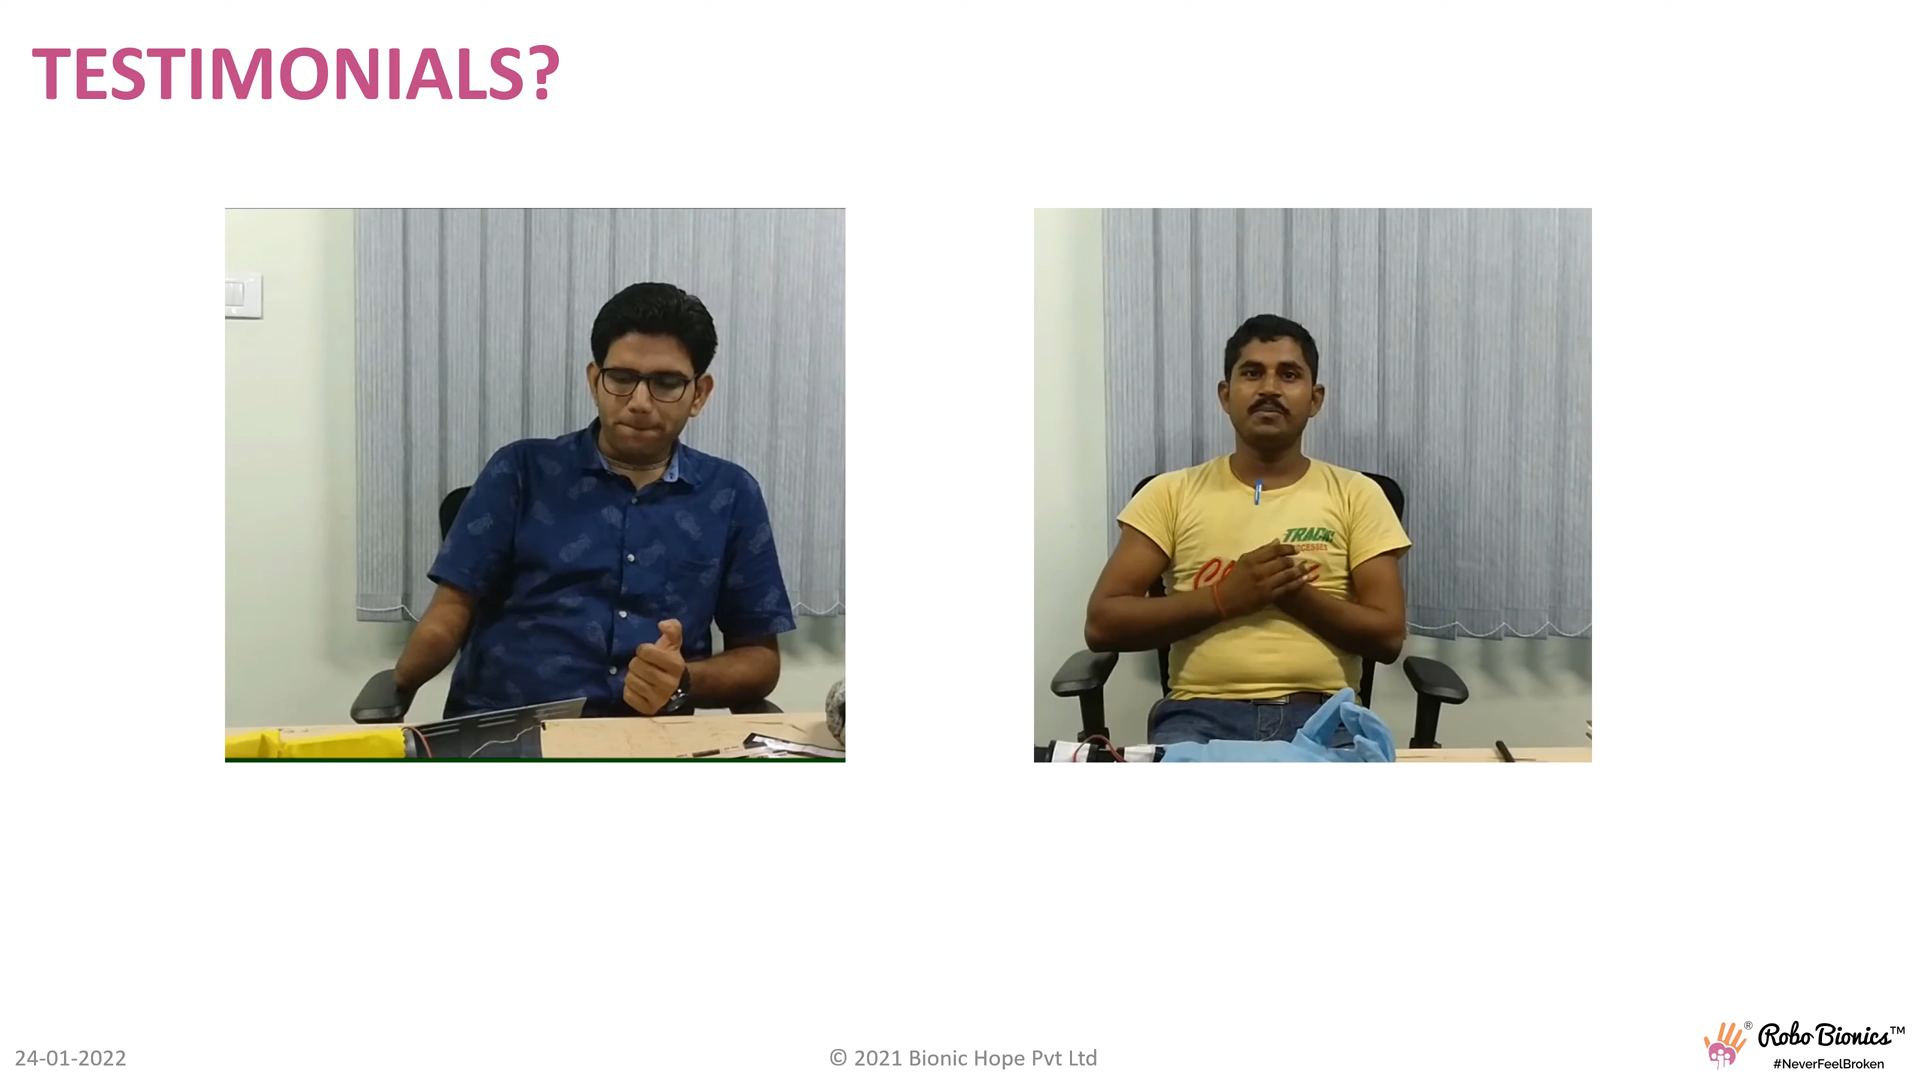 TESTIMONIALS?
TRACK
24-01-2022
© 2021 Bionic Hope Pvt Ltd
® Robo Bionics™
#NeverFeelBroken